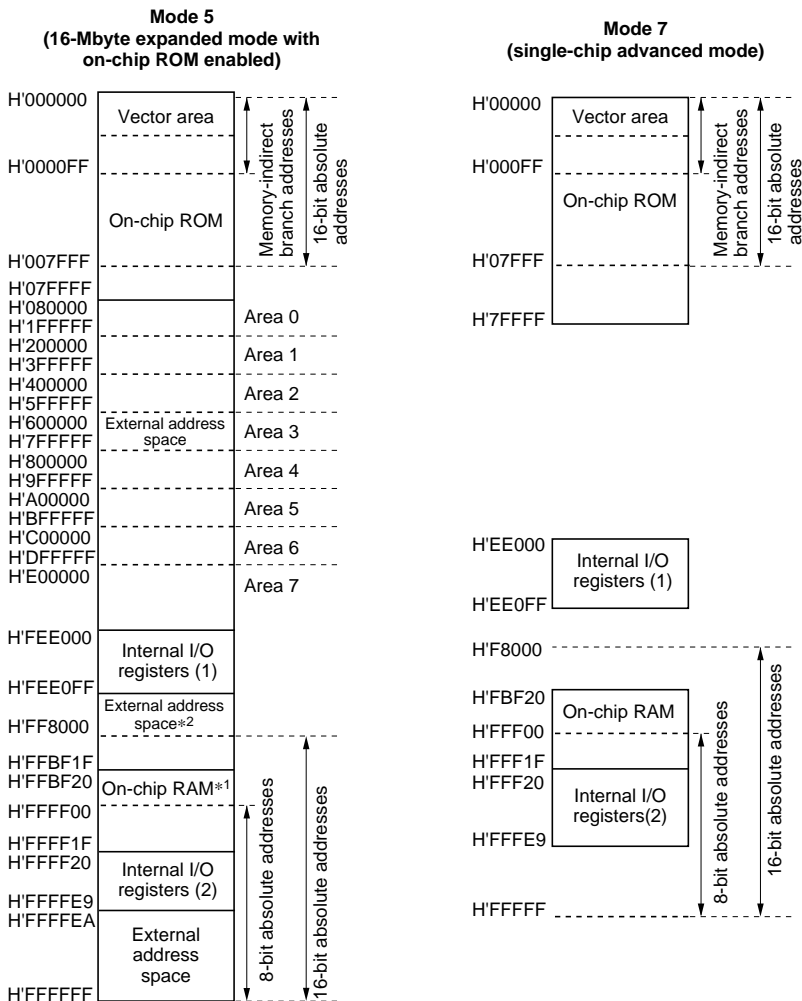 Mode 5
(16-Mbyte expanded mode with
on-chip ROM enabled)
H'000000
Vector area
H'0000FF
On-chip ROM
H'007FFF
H'07FFFF
H'080000
H'1FFFFF
H'200000
H'3FFFFF
H'400000
H'5FFFFF
H'600000
H'7FFFFF
H'800000
H'9FFFFF
H'A00000
H'BFFFFF
H'C00000
H'DFFFFF
H'E00000
External address
space
Area 0
Area 1
Area 2
Area 3
Area 4
Area 5
Area 6
Area 7
H'FEE000
Internal I/O
registers (1)
H'FEE0FF
External address
space*2
H'FF8000
H'FFBF1F
H'FFBF20
On-chip RAM*1
H'FFFF00
H'FFFF1F
H'FFFF20
Internal I/O
registers (2)
H'FFFFE9
H'FFFFEA
External
address
space
H'FFFFFF
Memory-indirect
branch addresses
16-bit absolute
addresses
8-bit absolute addresses
16-bit absolute addresses
Mode 7
(single-chip advanced mode)
H'00000
Vector area
H'000FF
On-chip ROM
H'07FFF
H'7FFFF
Memory-indirect
branch addresses
16-bit absolute
addresses
H'EE000
Internal I/O
registers (1)
H'EE0FF
H'F8000
H'FBF20
On-chip RAM
H'FFF00
H'FFF1F
H'FFF20
Internal I/O
registers(2)
H'FFFE9
H'FFFFF
8-bit absolute addresses
16-bit absolute addresses